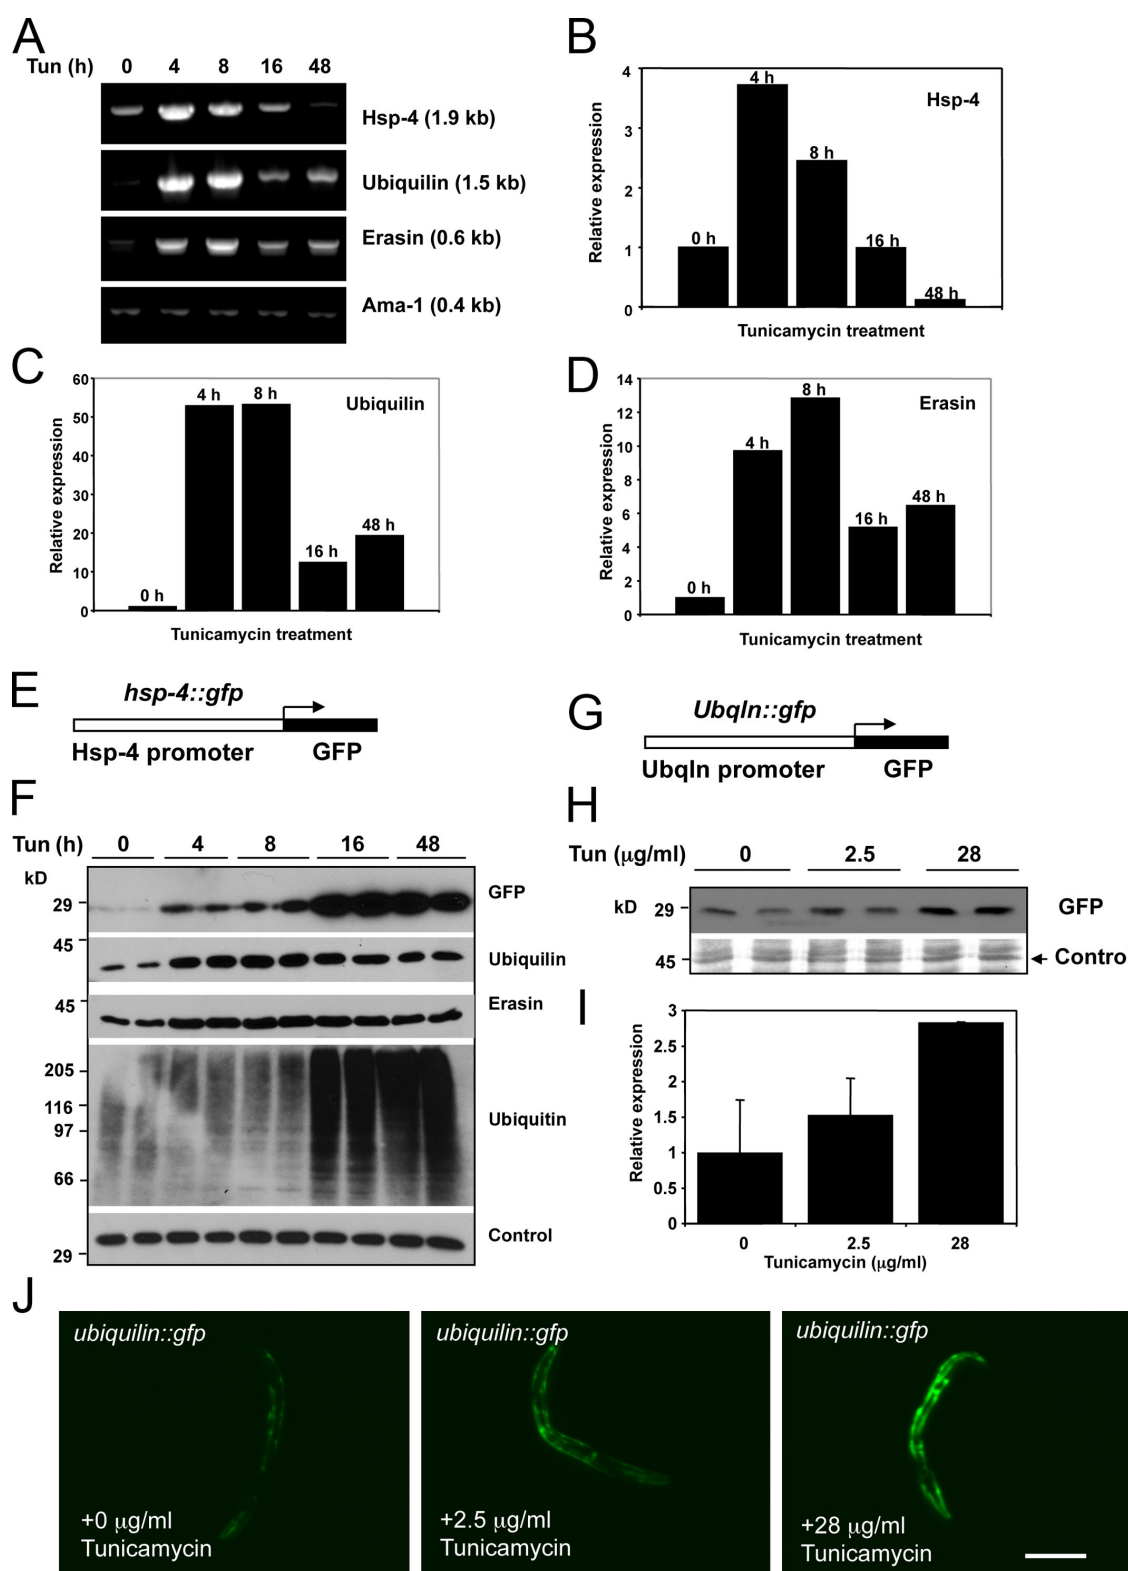 A
Tun (h) 0 4 8 16 48
Hsp-4 (1.9 kb)
Ubiquilin (1.5 kb)
Erasin (0.6 kb)
Ama-1 (0.4 kb)
B
Relative expression
4
3
2
1
0
Hsp-4
0 h
4 h
8 h
16 h
48 h
Tunicamycin treatment
C
Relative expression
60
50
40
30
20
10
0
Ubiquilin
0 h
4 h
8 h
16 h
48 h
Tunicamycin treatment
D
Relative expression
14
12
10
8
6
4
2
0
Erasin
0 h
4 h
8 h
16 h
48 h
Tunicamycin treatment
E
hsp-4::gfp
Hsp-4 promoter GFP
G
Ubqln::gfp
Ubqln promoter GFP
F
Tun (h) 0 4 8 16 48
kD
29
GFP
45
Ubiquilin
45
Erasin
205
116
97
66
Ubiquitin
Control
29
H
Tun (μg/ml) 0 2.5 28
kD 29
GFP
45
Control
I
Relative expression
3
2.5
2
1.5
1
0.5
0
0 2.5 28
Tunicamycin (μg/ml)
J
ubiquilin::gfp
+0 μg/ml
Tunicamycin
ubiquilin::gfp
+2.5 μg/ml
Tunicamycin
ubiquilin::gfp
+28 μg/ml
Tunicamycin